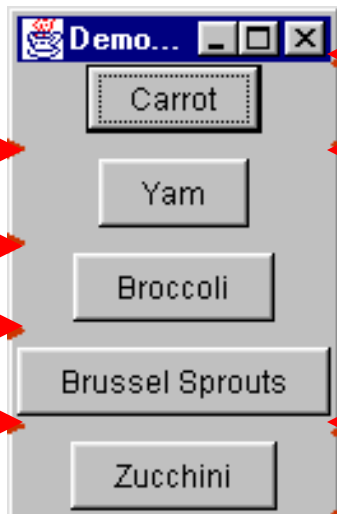 Demo...
Carrot
Yam
Broccoli
Brussel Sprouts
Zucchini